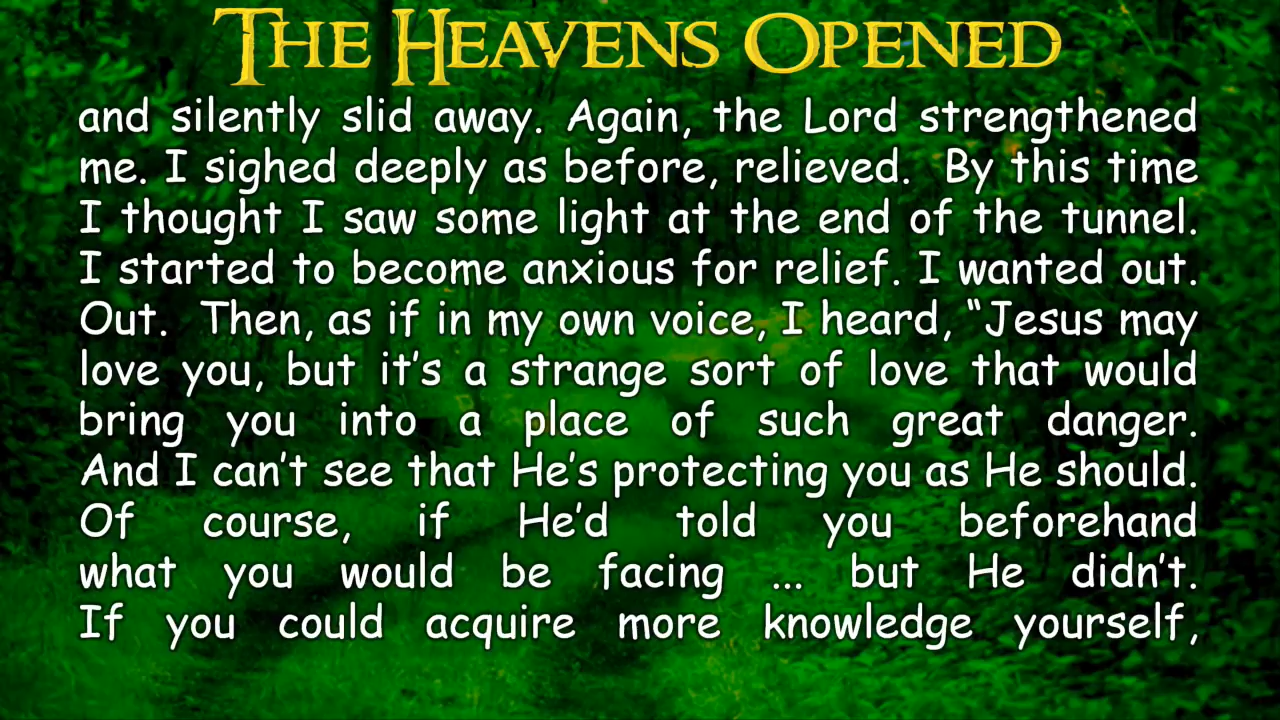 THE HEAVENS OPENED
and silently slid away. Again, the Lord strengthened
me. I sighed deeply as before, relieved.  By this time
I thought I saw some light at the end of the tunnel.
I started to become anxious for relief. I wanted out.
Out.  Then, as if in my own voice, I heard, “Jesus may
love you, but it’s a strange sort of love that would
bring you into a place of such great danger.
And I can’t see that He’s protecting you as He should.
Of course, if He’d told you beforehand
what you would be facing ... but He didn’t.
If you could acquire more knowledge yourself,